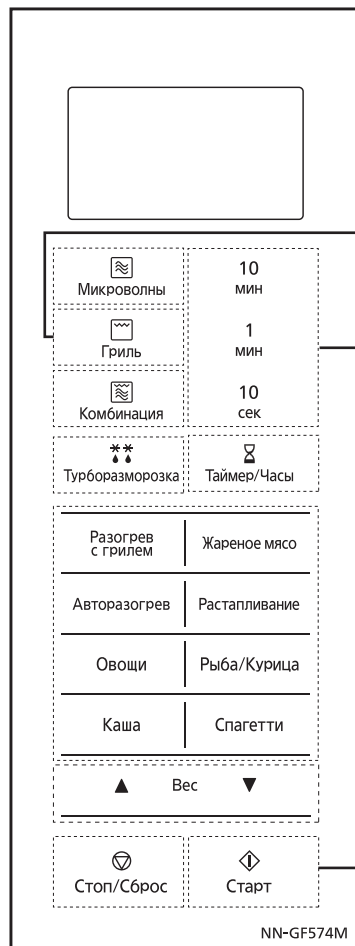 Микроволны
10
мин
Гриль
1
мин
Комбинация
10
сек
Турборазморозка
Таймер/Часы
Разогрев
с грилем
Жареное мясо
Авторазогрев
Растапливание
Овощи
Рыба/Курица
Каша
Спагетти
▲ Вес ▼
Стоп/Сброс
Старт
NN-GF574M